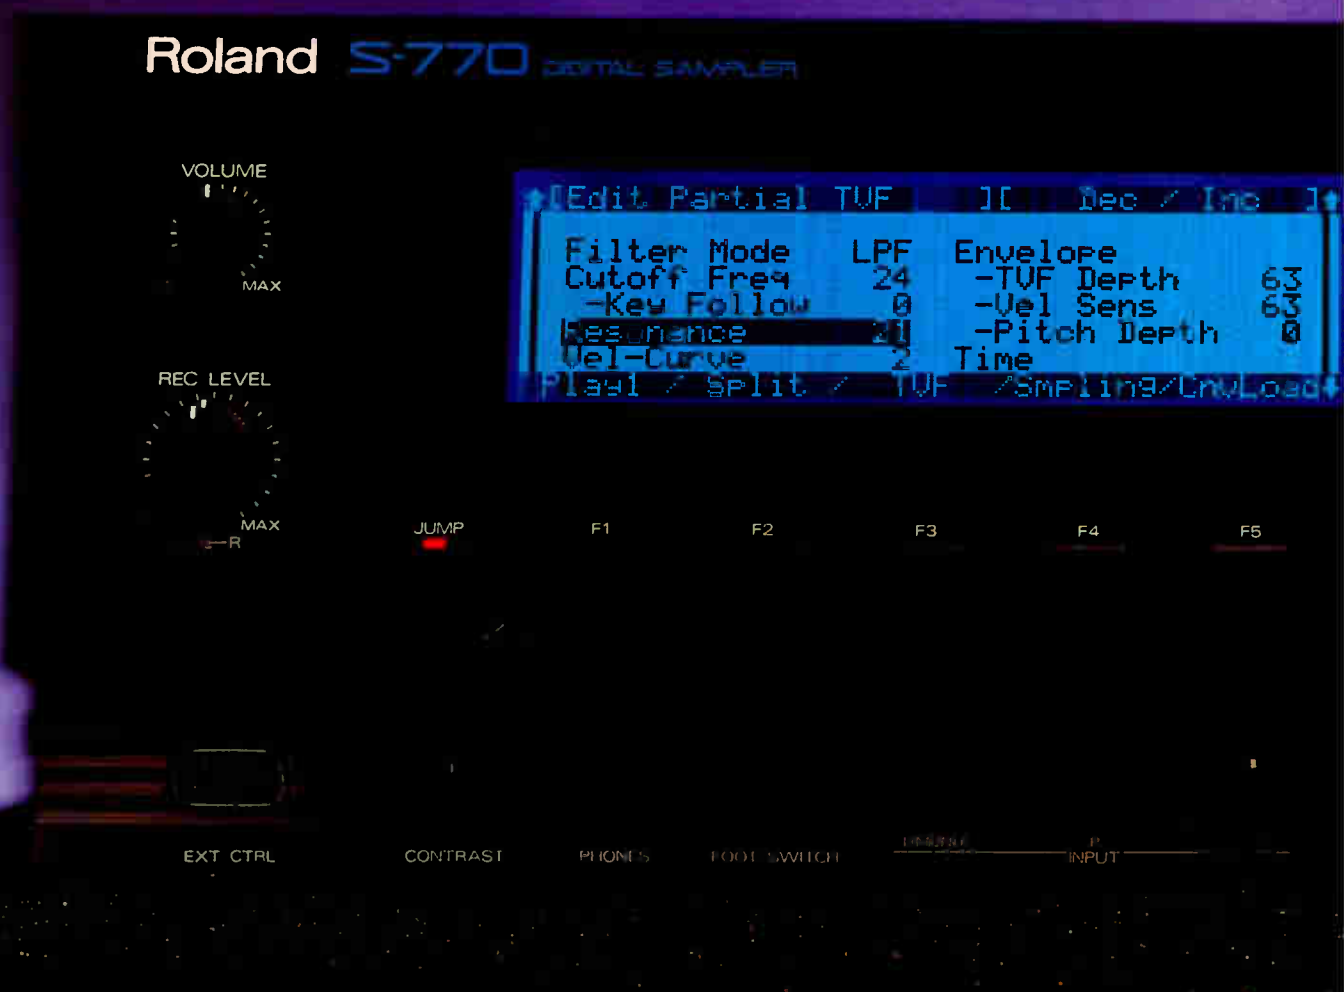 Roland S-770 DIGITAL SAMPLER
VOLUME
MAX
[Edit Partial TVF ][ Dec / Inc ]
Filter Mode LPF Envelope
Cutoff Freq 24 -TVF Depth 63
-Key Follow 0 -Vel Sens 63
Resonance -Pitch Depth 0
Vel-Curve 2 Time
Play1 / Split / TVF /Smpling/CnvLoad
REC LEVEL
MAX
R
JUMP F1 F2 F3 F4 F5
EXT CTRL CONTRAST PHONES FOOT SWITCH INPUT